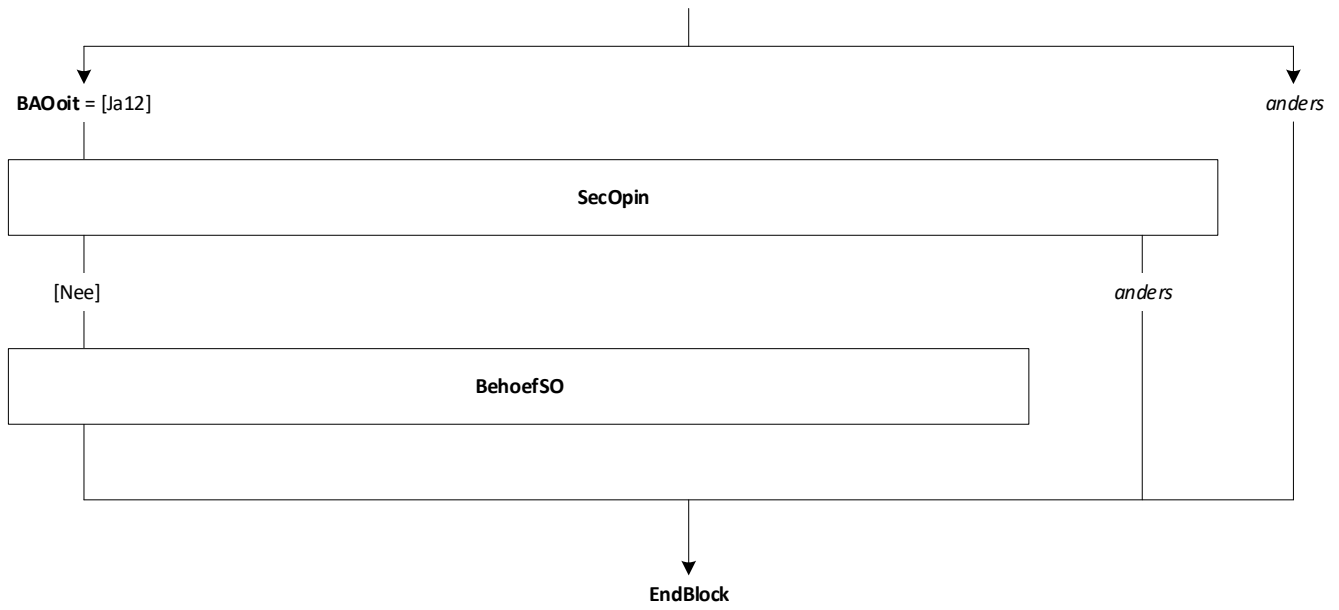 BAOoit = [Ja12]
anders
SecOpin
[Nee]
anders
BehoefSO
EndBlock